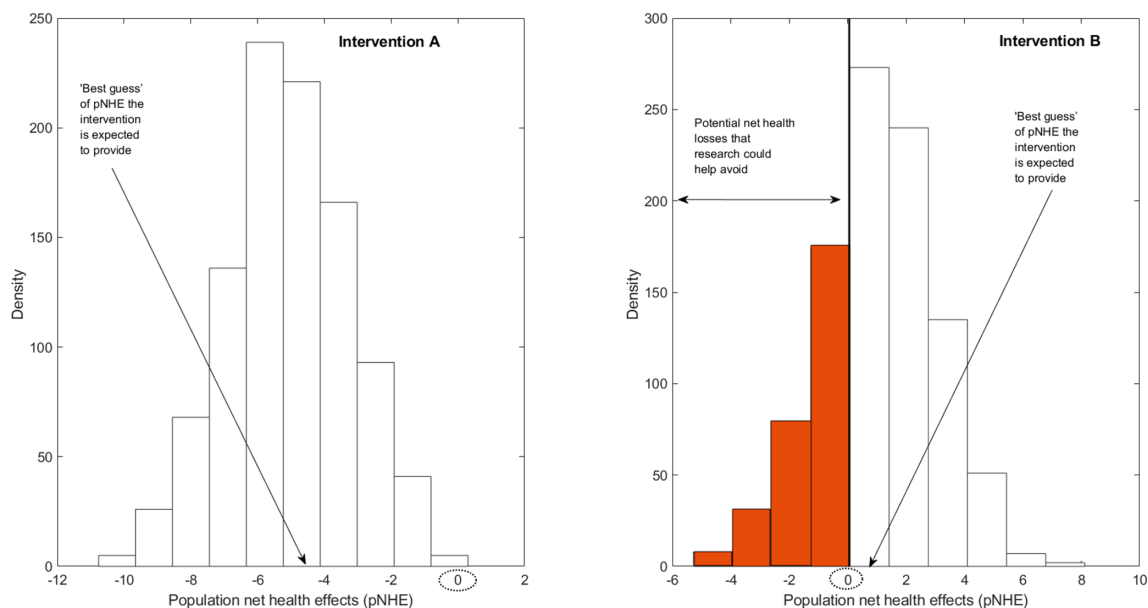 Intervention A
'Best guess'
of pNHE the
intervention
is expected
to provide
Density
250
200
150
100
50
0
-12 -10 -8 -6 -4 -2 0 2
Population net health effects (pNHE)
Intervention B
Potential net health
losses that
research could
help avoid
'Best guess'
of pNHE the
intervention
is expected
to provide
Density
300
250
200
150
100
50
0
-6 -4 -2 0 2 4 6 8 10
Population net health effects (pNHE)